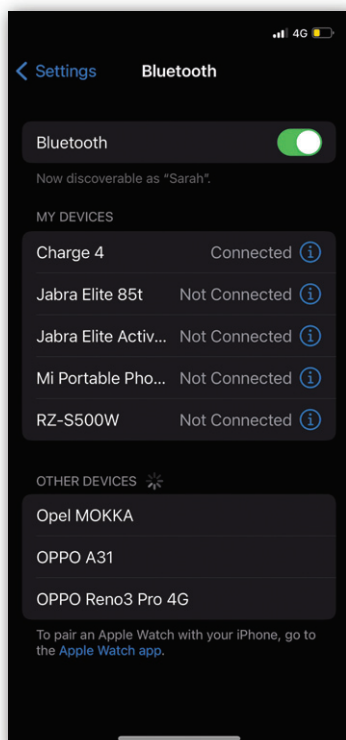 4G
Settings Bluetooth
Bluetooth
Now discoverable as “Sarah”.
MY DEVICES
Charge 4 Connected
Jabra Elite 85t Not Connected
Jabra Elite Activ... Not Connected
Mi Portable Pho... Not Connected
RZ-S500W Not Connected
OTHER DEVICES
Opel MOKKA
OPPO A31
OPPO Reno3 Pro 4G
To pair an Apple Watch with your iPhone, go to
the Apple Watch app.